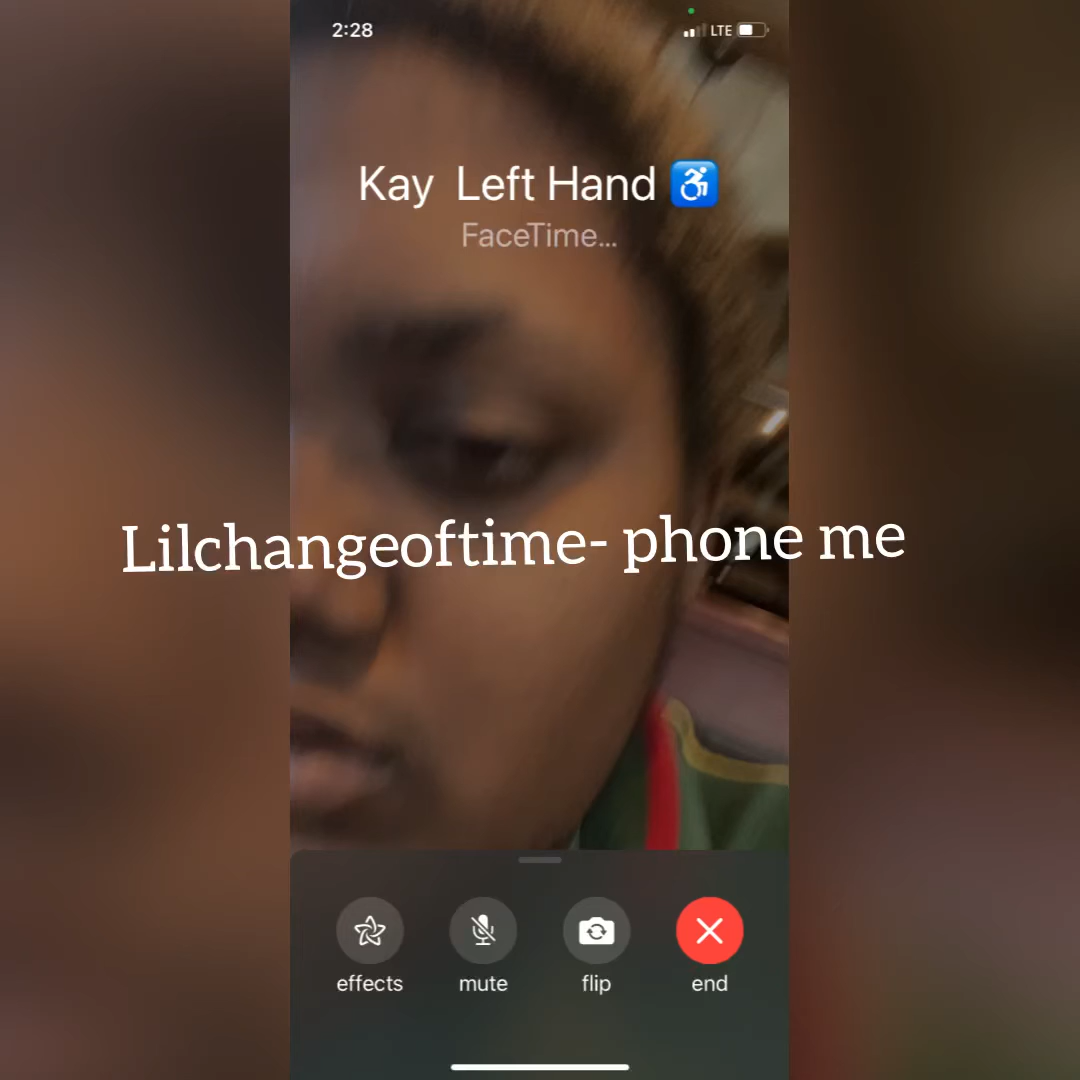 2:28
LTE
Kay Left Hand ♿
FaceTime...
Lilchangeoftime- phone me
effects
mute
flip
end